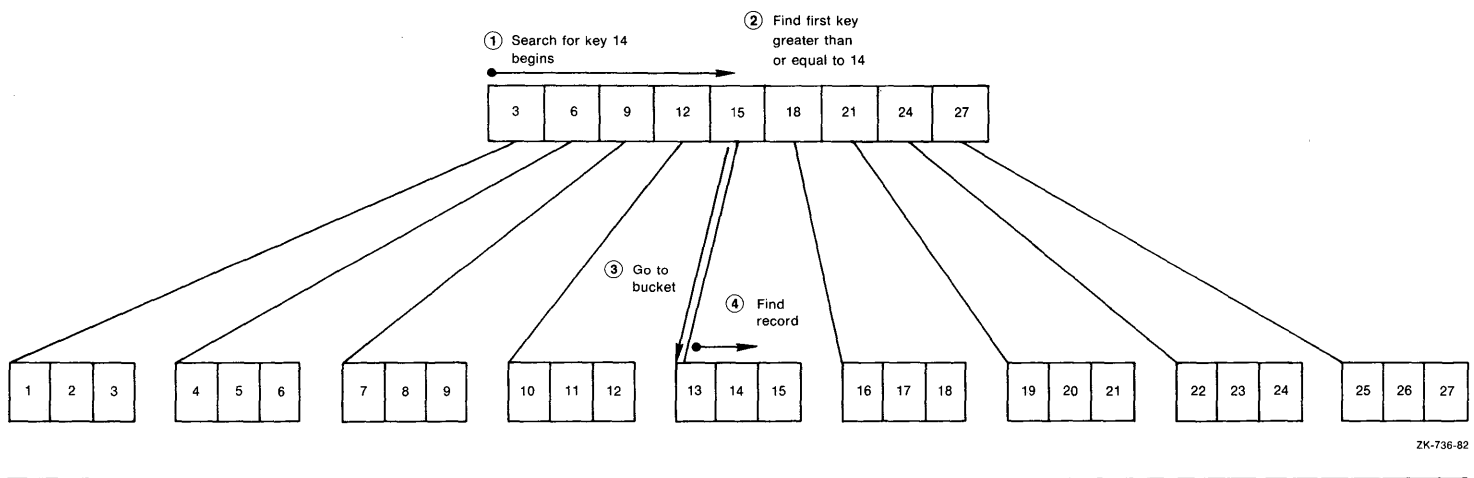 ① Search for key 14
begins
② Find first key
greater than
or equal to 14
3 6 9 12 15 18 21 24 27
③ Go to
bucket
④ Find
record
1 2 3 4 5 6 7 8 9 10 11 12 13 14 15 16 17 18 19 20 21 22 23 24 25 26 27
ZK-736-82